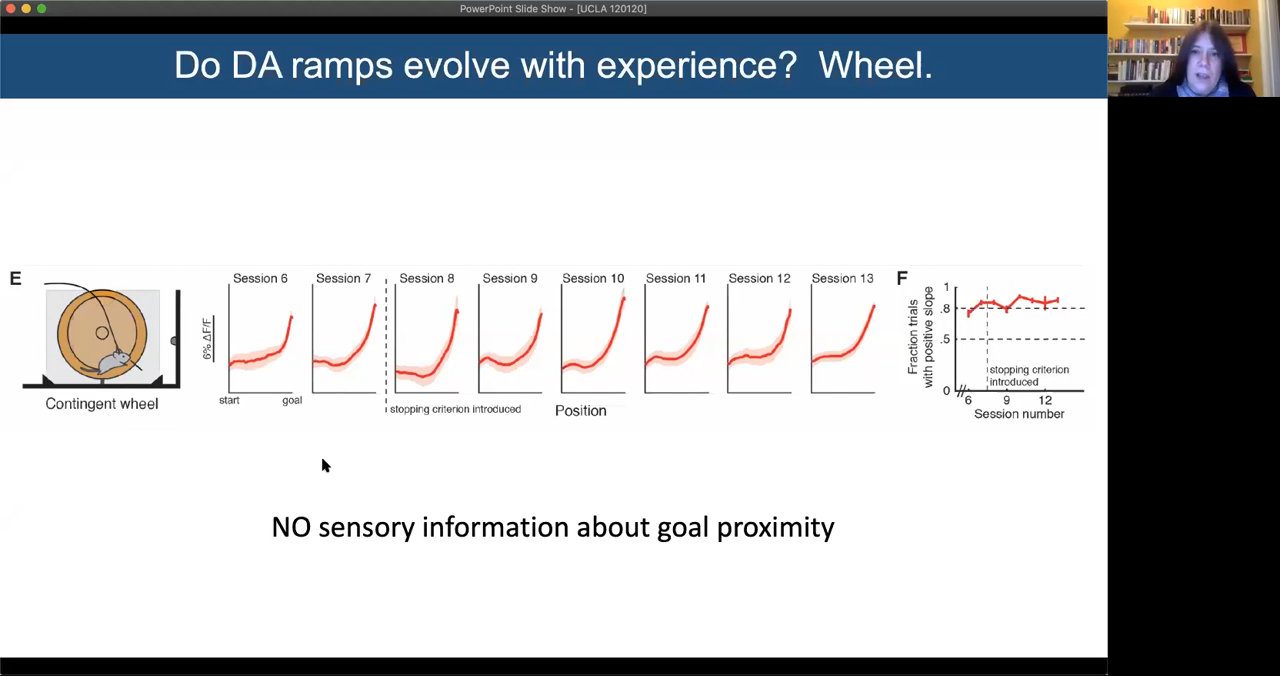 PowerPoint Slide Show - [UCLA 120120]
Do DA ramps evolve with experience? Wheel.
E
Contingent wheel
6% ΔF/F
Session 6
Session 7
Session 8
Session 9
Session 10
Session 11
Session 12
Session 13
start
goal
stopping criterion introduced
Position
F
Fraction trials
with positive slope
1
.8
.5
0
stopping criterion
introduced
6
9
12
Session number
NO sensory information about goal proximity